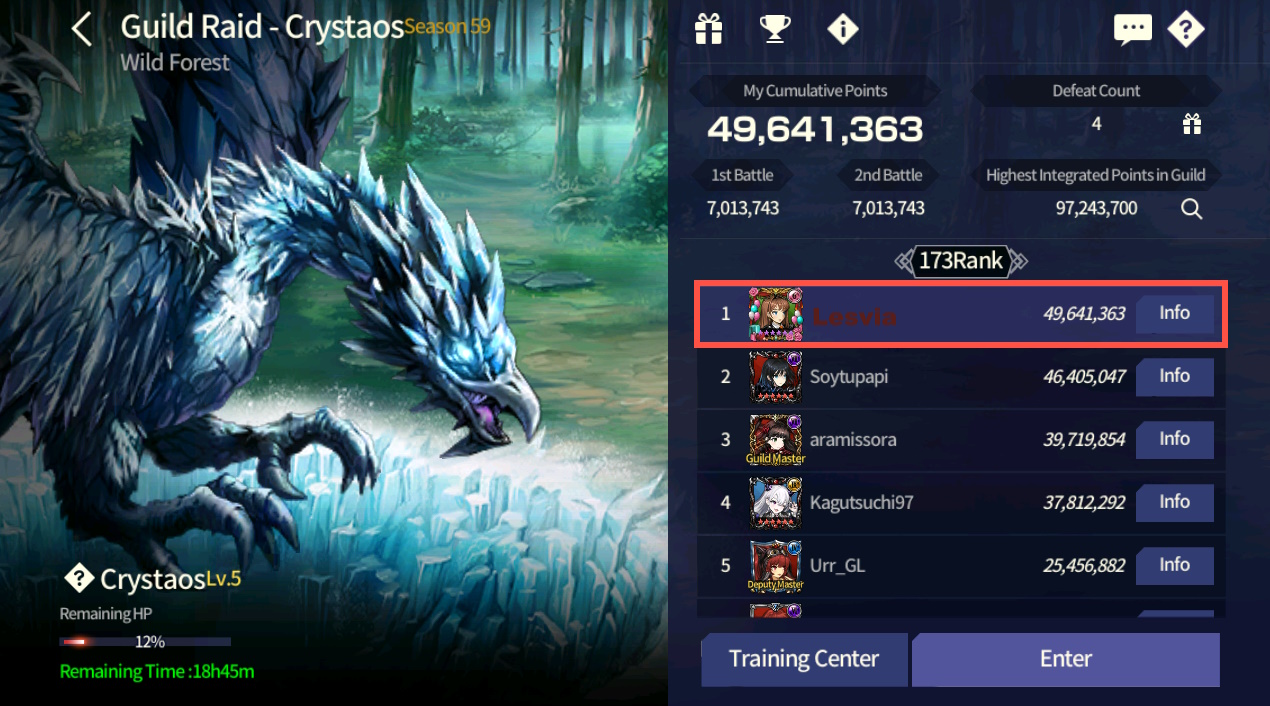 Guild Raid - Crystaos Season 59
Wild Forest
Crystaos Lv.5
Remaining HP
12%
Remaining Time :18h45m
My Cumulative Points
49,641,363
Defeat Count
4
1st Battle
7,013,743
2nd Battle
7,013,743
Highest Integrated Points in Guild
97,243,700
173Rank
1 Lesvia 49,641,363 Info
2 Soytupapi 46,405,047 Info
3 Guild Master aramissora 39,719,854 Info
4 Kagutsuchi97 37,812,292 Info
5 Deputy Master Urr_GL 25,456,882 Info
Training Center
Enter